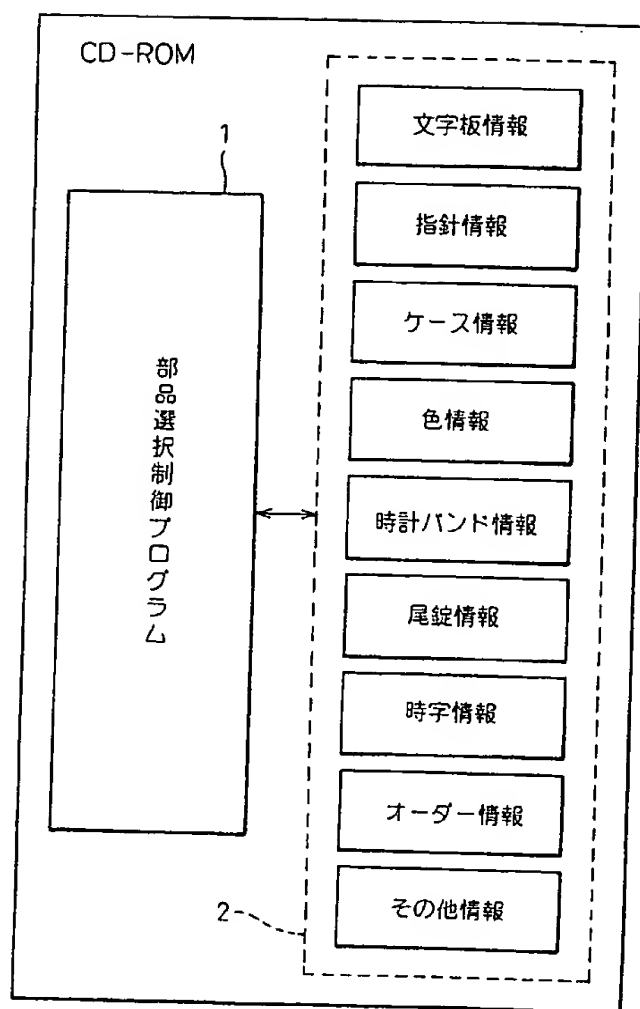 CD-ROM
1
部品選択制御プログラム
文字板情報
指針情報
ケース情報
色情報
時計バンド情報
尾錠情報
時字情報
オーダー情報
その他情報
2